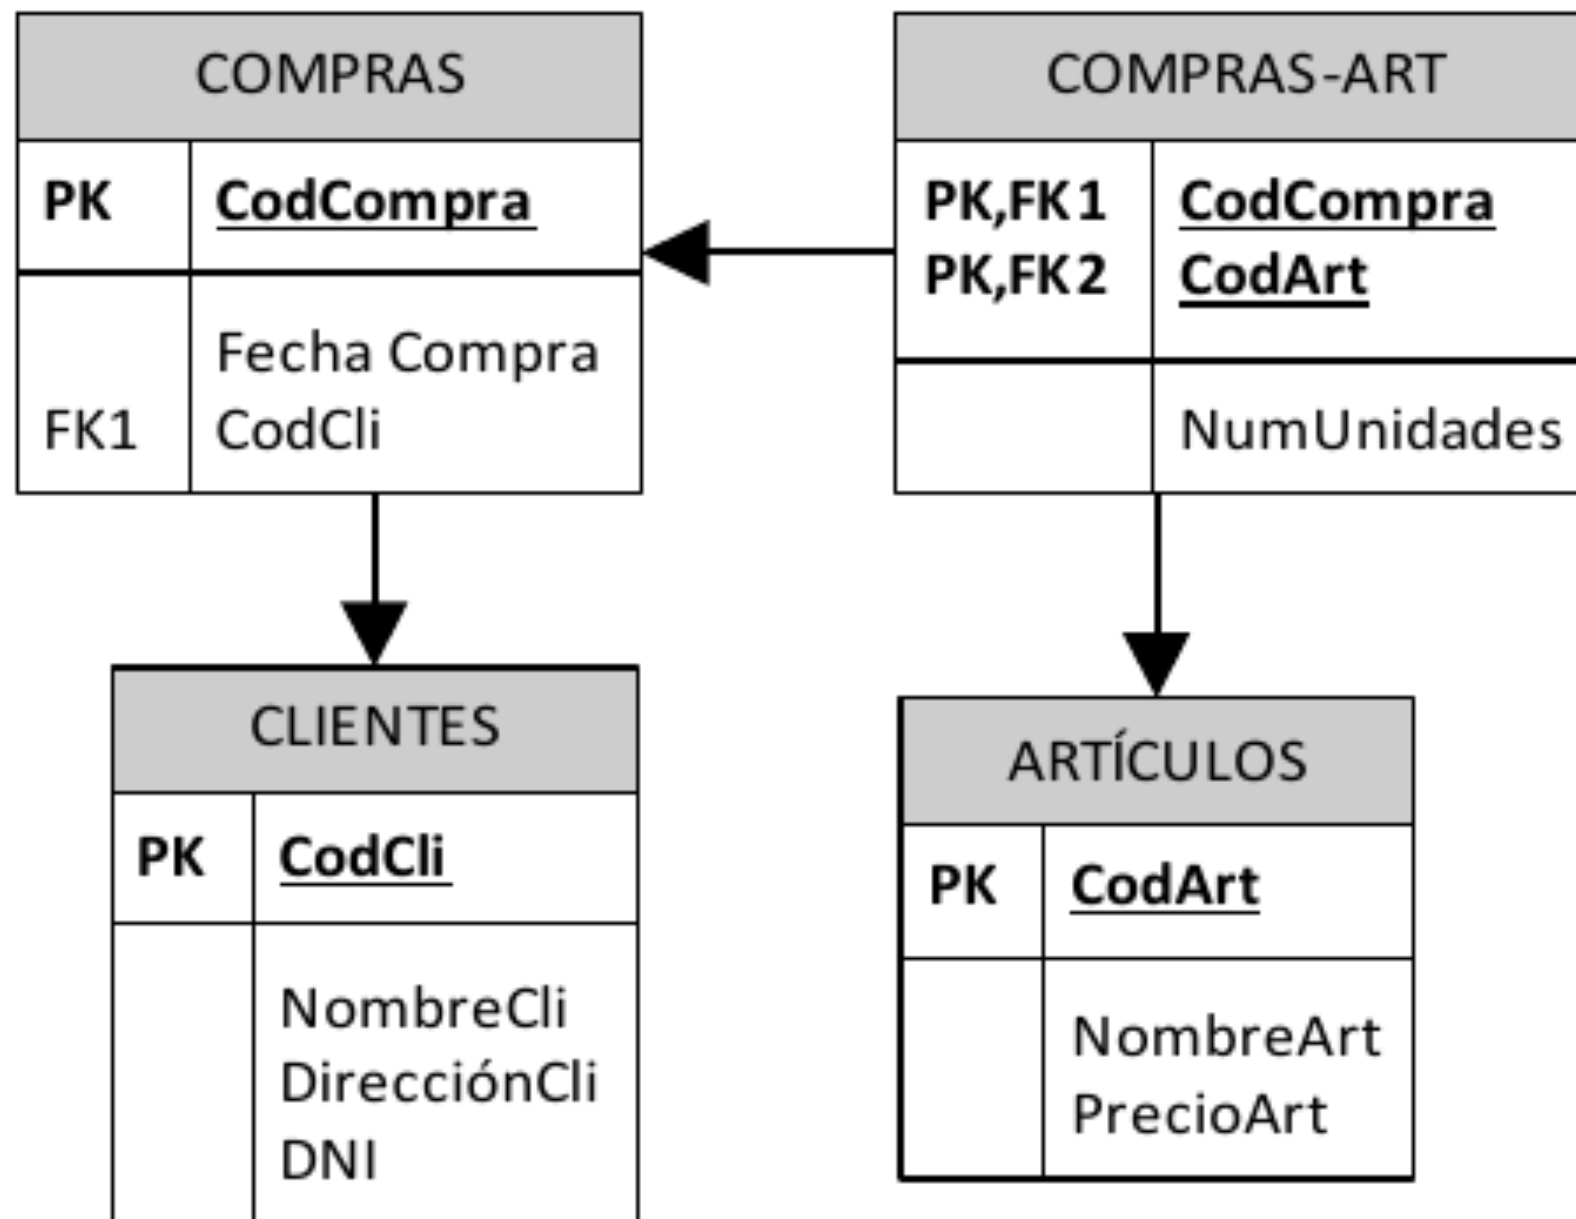 COMPRAS
PK CodCompra
Fecha Compra
FK1 CodCli
COMPRAS-ART
PK,FK1 CodCompra
PK,FK2 CodArt
NumUnidades
CLIENTES
PK CodCli
NombreCli
DirecciónCli
DNI
ARTÍCULOS
PK CodArt
NombreArt
PrecioArt